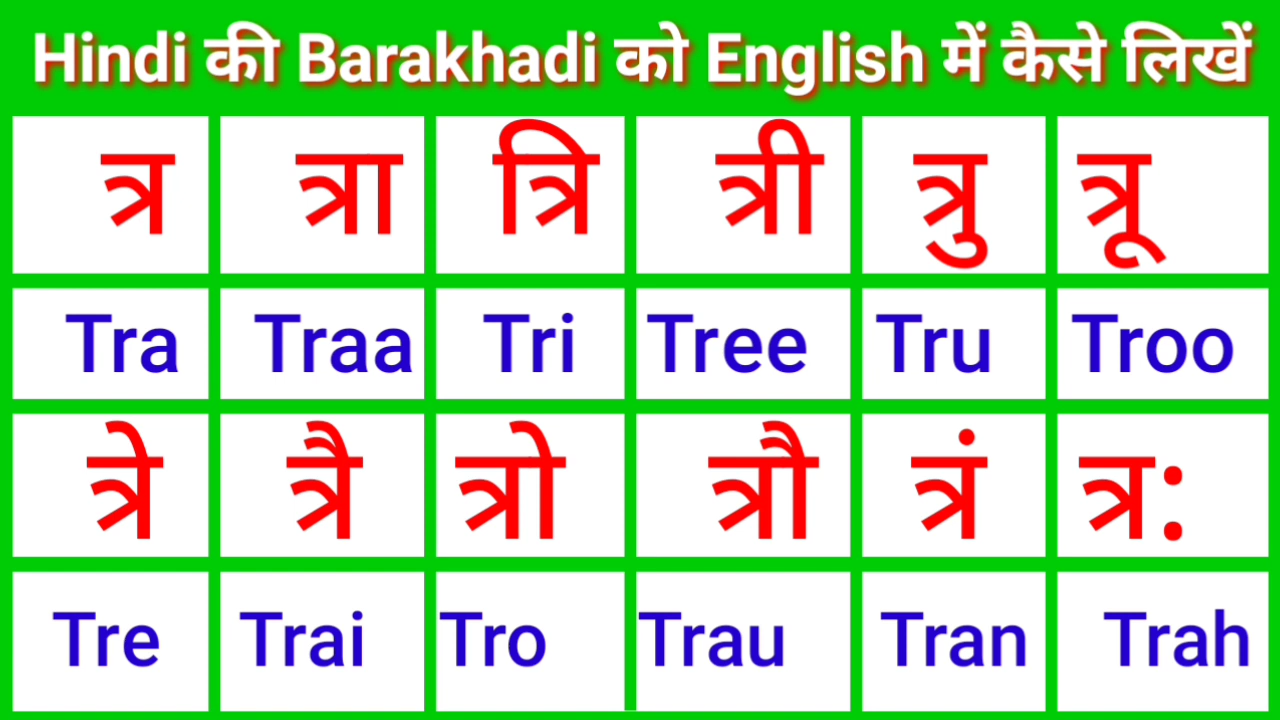 Hindi की Barakhadi को English में कैसे लिखें
त्र त्रा त्रि त्री त्रु त्रू
Tra Traa Tri Tree Tru Troo
त्रे त्रै त्रो त्रौ त्रं त्र:
Tre Trai Tro Trau Tran Trah